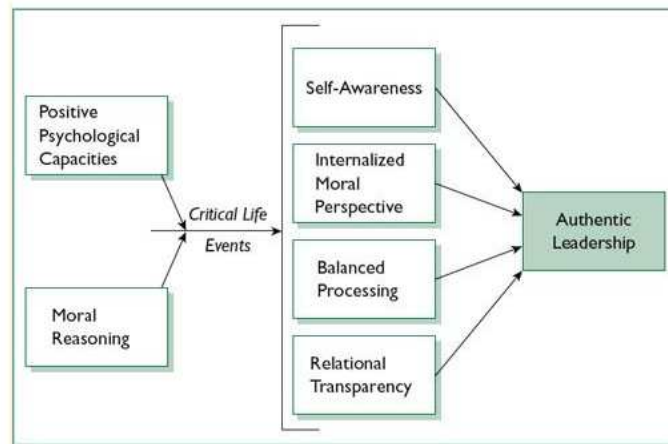 Positive
Psychological
Capacities
Moral
Reasoning
Critical Life
Events
Self-Awareness
Internalized
Moral
Perspective
Balanced
Processing
Relational
Transparency
Authentic
Leadership